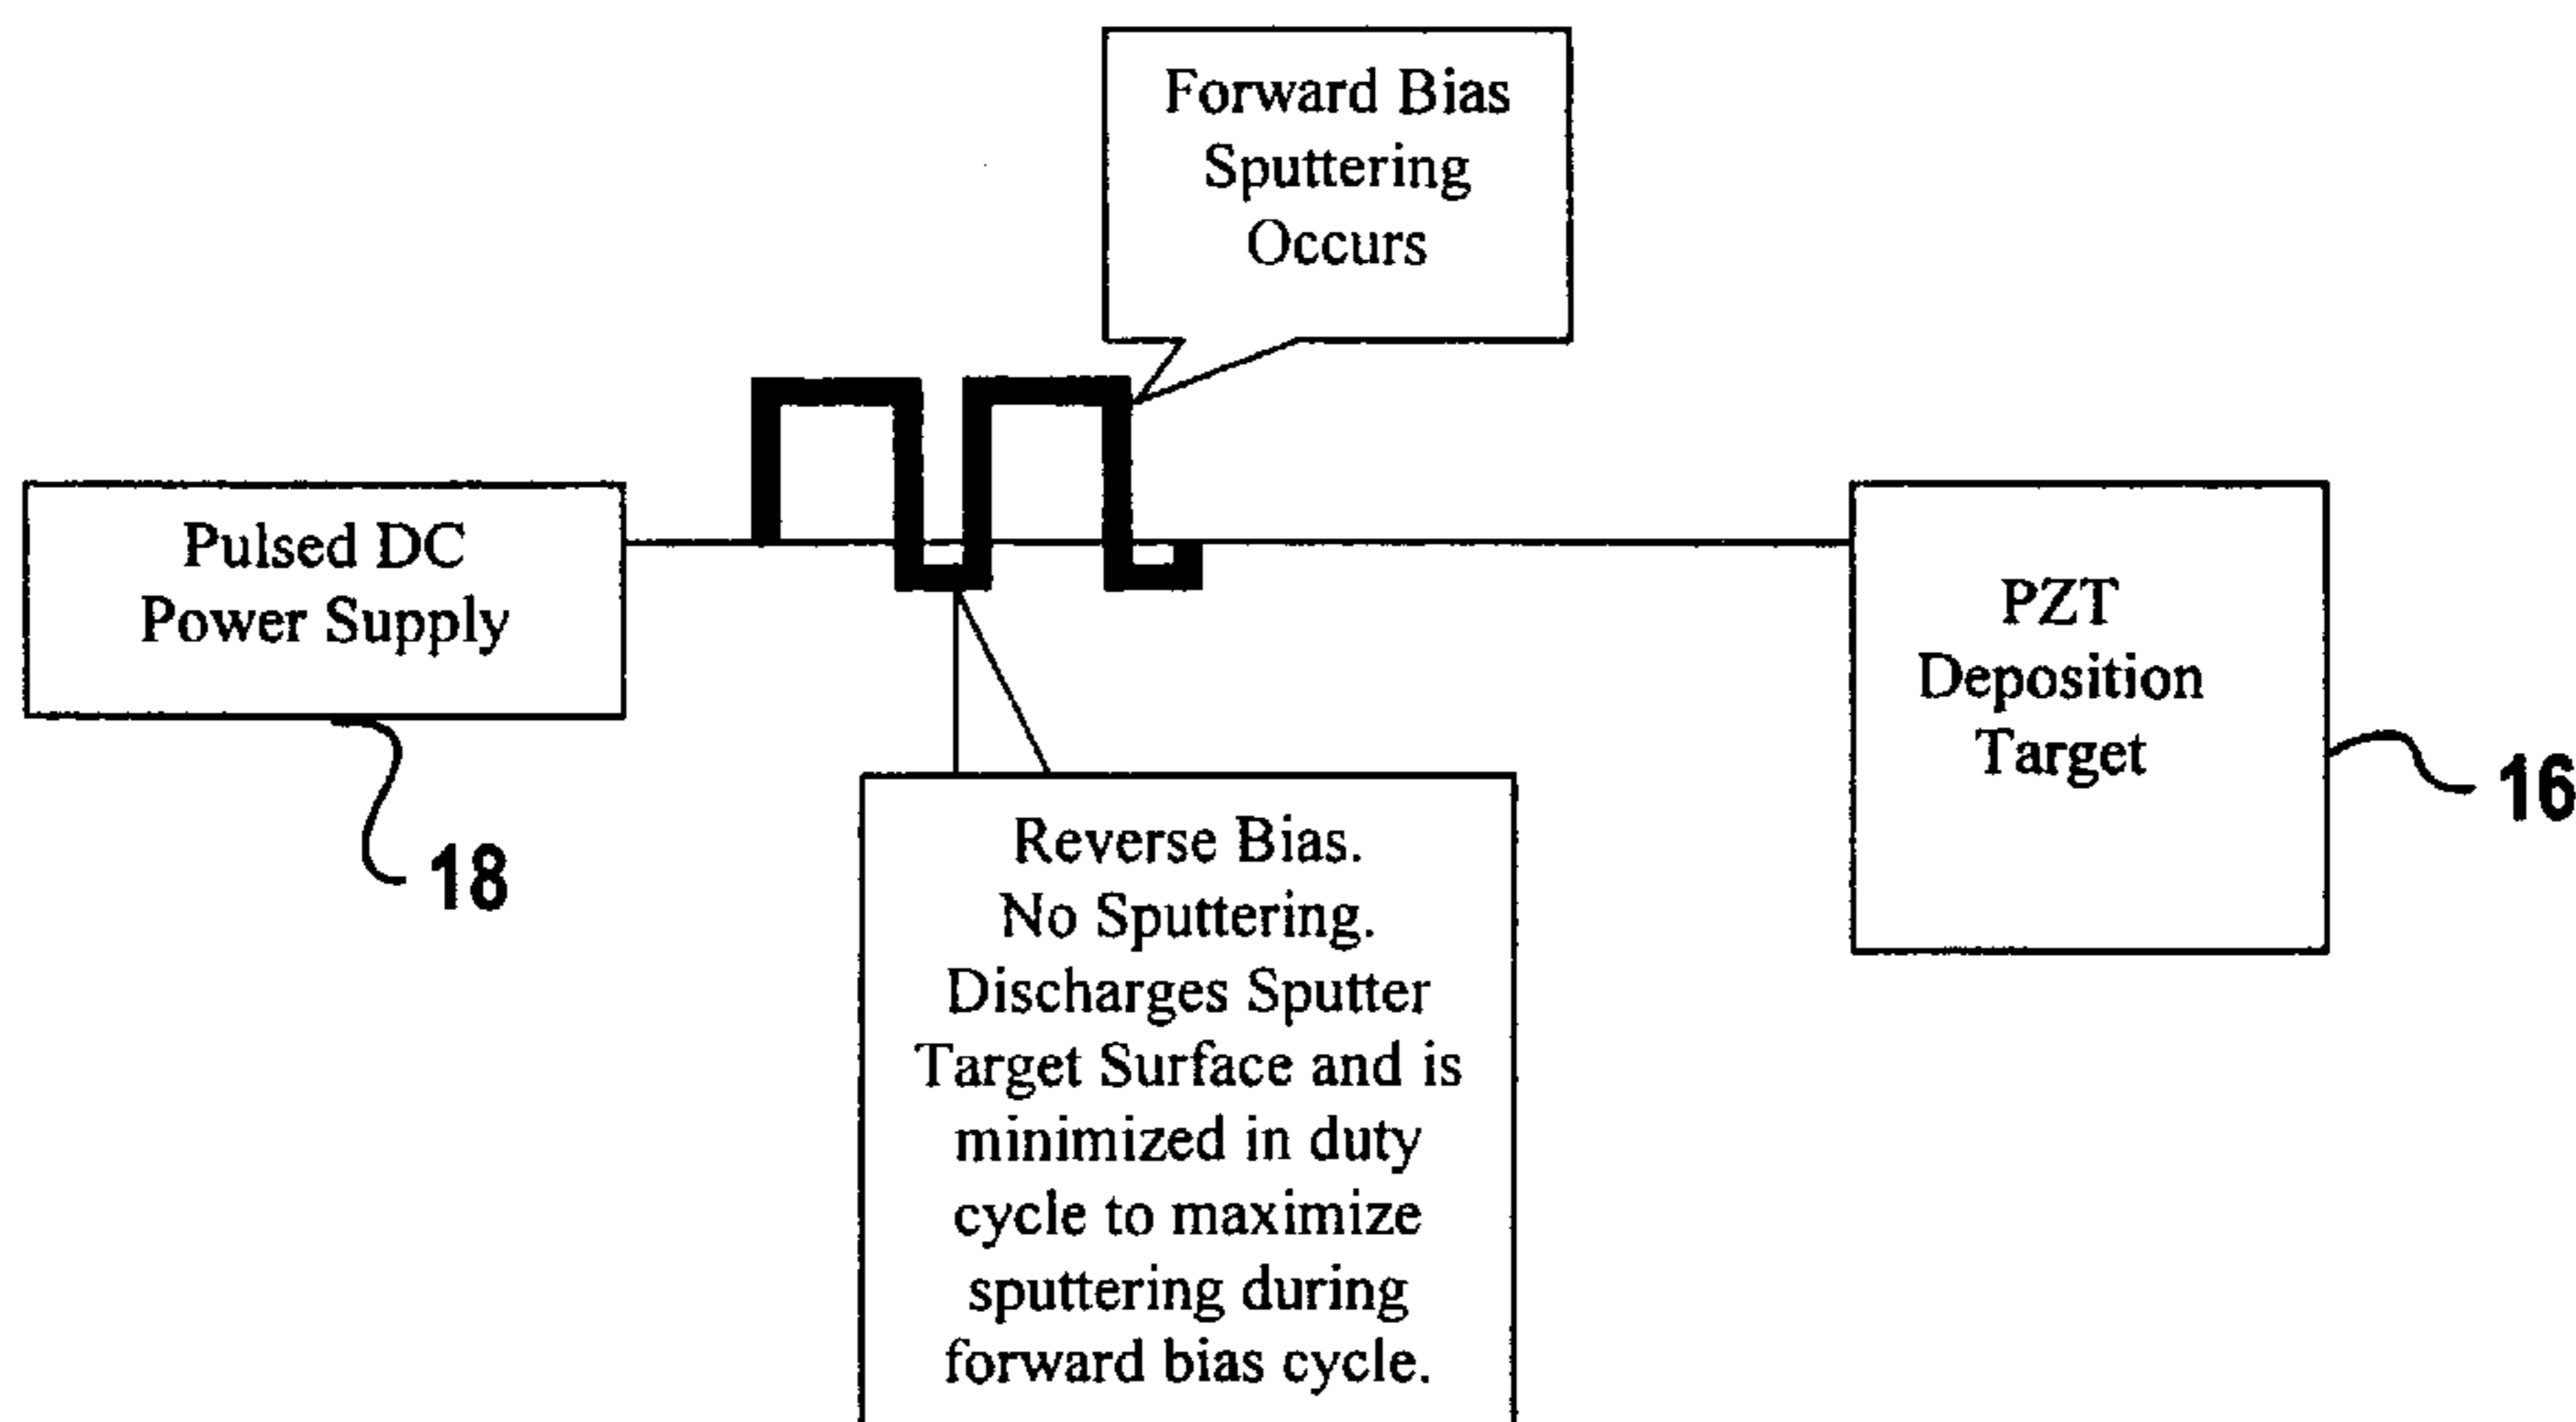 Forward Bias
Sputtering
Occurs
Pulsed DC
Power Supply
18
PZT
Deposition
Target
16
Reverse Bias.
No Sputtering.
Discharges Sputter
Target Surface and is
minimized in duty
cycle to maximize
sputtering during
forward bias cycle.